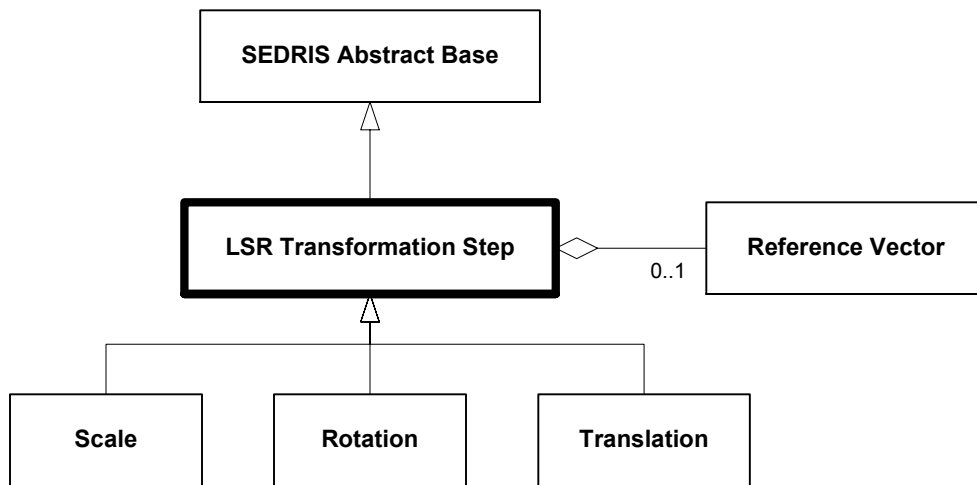 SEDRIS Abstract Base
LSR Transformation Step
Reference Vector
0..1
Scale
Rotation
Translation